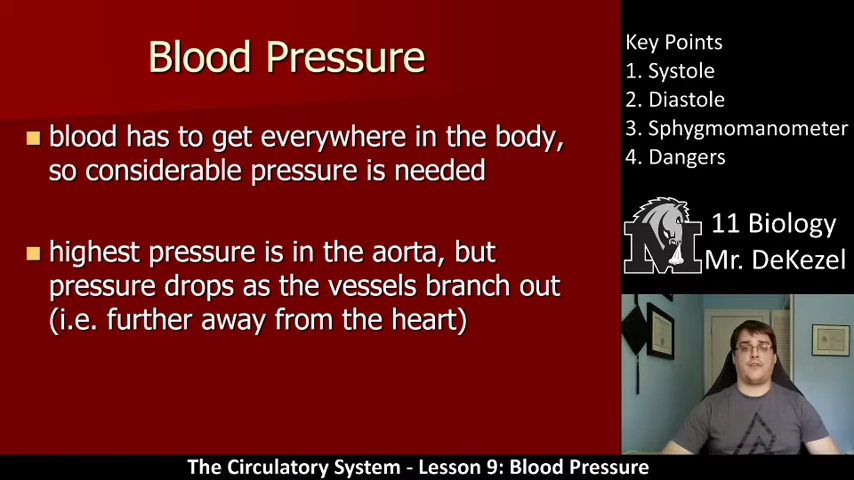 Blood Pressure
blood has to get everywhere in the body,
so considerable pressure is needed
highest pressure is in the aorta, but
pressure drops as the vessels branch out
(i.e. further away from the heart)
Key Points
1. Systole
2. Diastole
3. Sphygmomanometer
4. Dangers
M
11 Biology
Mr. DeKezel
The Circulatory System - Lesson 9: Blood Pressure